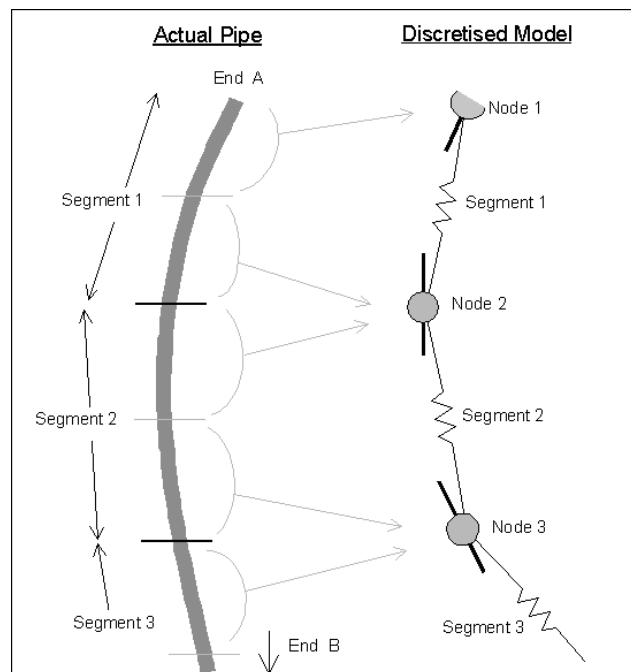 Actual Pipe
Discretised Model
End A
Node 1
Segment 1
Segment 1
Node 2
Segment 2
Segment 2
Node 3
Segment 3
End B
Segment 3